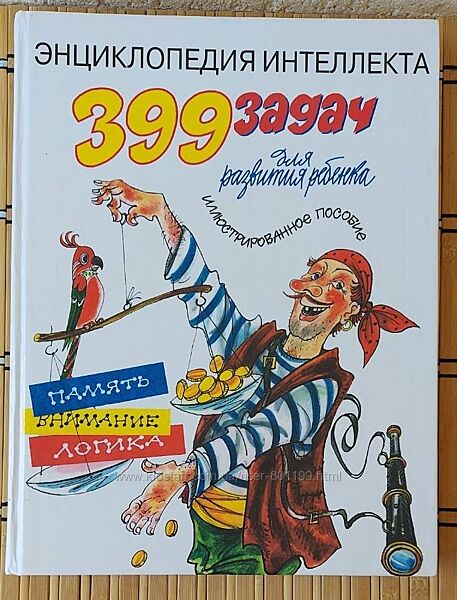 ЭНЦИКЛОПЕДИЯ ИНТЕЛЛЕКТА
399 задач
для
развития ребенка
ИЛЛЮСТРИРОВАННОЕ ПОСОБИЕ
ПАМЯТЬ
ВНИМАНИЕ
ЛОГИКА